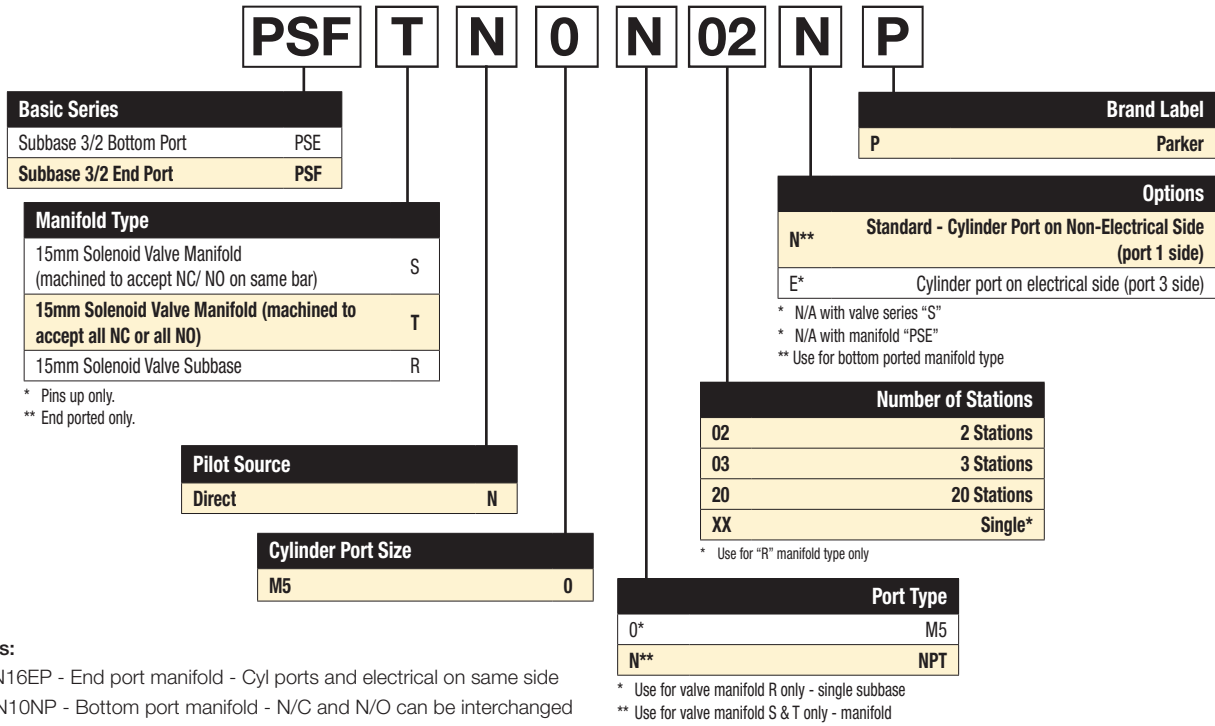 PSF T N 0 N 02 N P
Basic Series
Subbase 3/2 Bottom Port PSE
Subbase 3/2 End Port PSF
Brand Label
P Parker
Manifold Type
15mm Solenoid Valve Manifold
(machined to accept NC/ NO on same bar) S
15mm Solenoid Valve Manifold (machined to
accept all NC or all NO) T
15mm Solenoid Valve Subbase R
* Pins up only.
** End ported only.
Options
N** Standard - Cylinder Port on Non-Electrical Side
(port 1 side)
E* Cylinder port on electrical side (port 3 side)
* N/A with valve series “S”
* N/A with manifold “PSE”
** Use for bottom ported manifold type
Pilot Source
Direct N
Number of Stations
02 2 Stations
03 3 Stations
20 20 Stations
XX Single*
* Use for “R” manifold type only
Cylinder Port Size
M5 0
Port Type
0* M5
N** NPT
* Use for valve manifold R only - single subbase
** Use for valve manifold S & T only - manifold
s:
N16EP - End port manifold - Cyl ports and electrical on same side
N10NP - Bottom port manifold - N/C and N/O can be interchanged